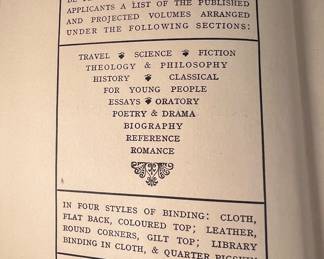 APPLICANTS A LIST OF THE PUBLISHED
AND PROJECTED VOLUMES ARRANGED
UNDER THE FOLLOWING SECTIONS:
TRAVEL ❦ SCIENCE ❦ FICTION
THEOLOGY & PHILOSOPHY
HISTORY ❦ CLASSICAL
FOR YOUNG PEOPLE
ESSAYS ❦ ORATORY
POETRY & DRAMA
BIOGRAPHY
REFERENCE
ROMANCE
IN FOUR STYLES OF BINDING: CLOTH,
FLAT BACK, COLOURED TOP; LEATHER,
ROUND CORNERS, GILT TOP; LIBRARY
BINDING IN CLOTH, & QUARTER PIGSKIN